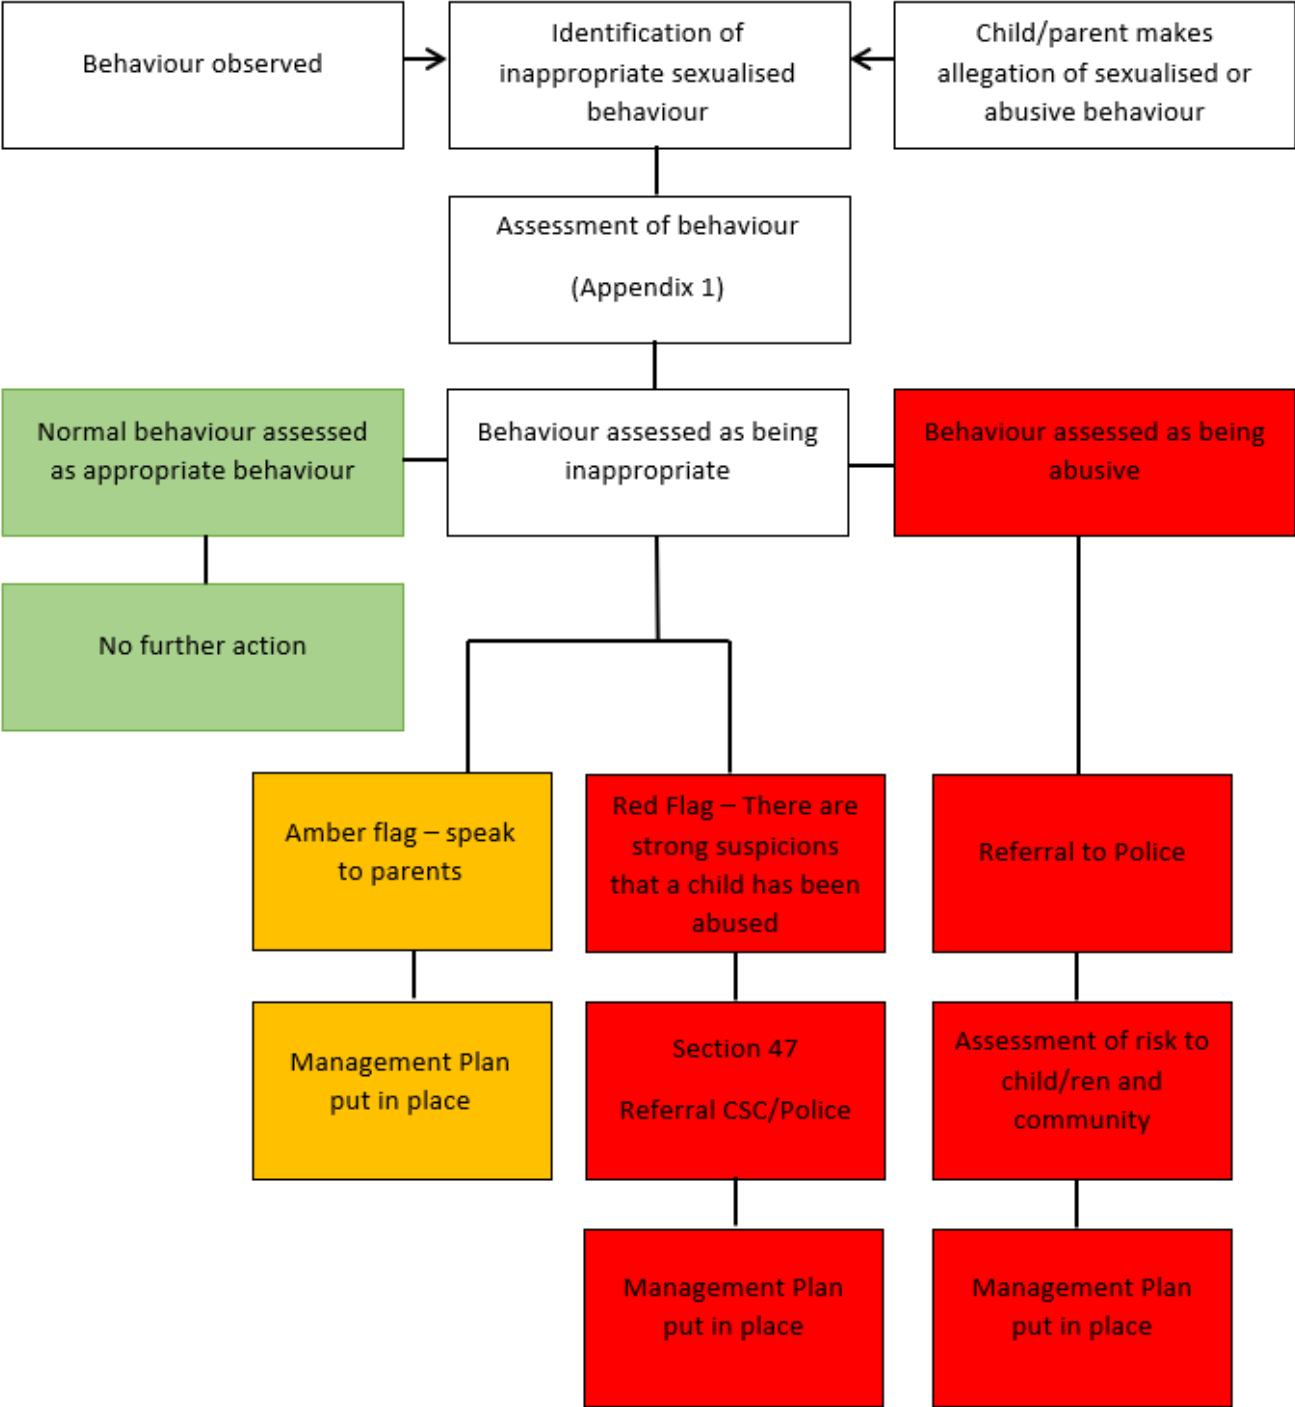 Behaviour observed
Identification of
inappropriate sexualised
behaviour
Child/parent makes
allegation of sexualised or
abusive behaviour
Assessment of behaviour
(Appendix 1)
Normal behaviour assessed
as appropriate behaviour
Behaviour assessed as being
inappropriate
Behaviour assessed as being
abusive
No further action
Amber flag – speak
to parents
Red Flag – There are
strong suspicions
that a child has been
abused
Referral to Police
Management Plan
put in place
Section 47
Referral CSC/Police
Assessment of risk to
child/ren and
community
Management Plan
put in place
Management Plan
put in place